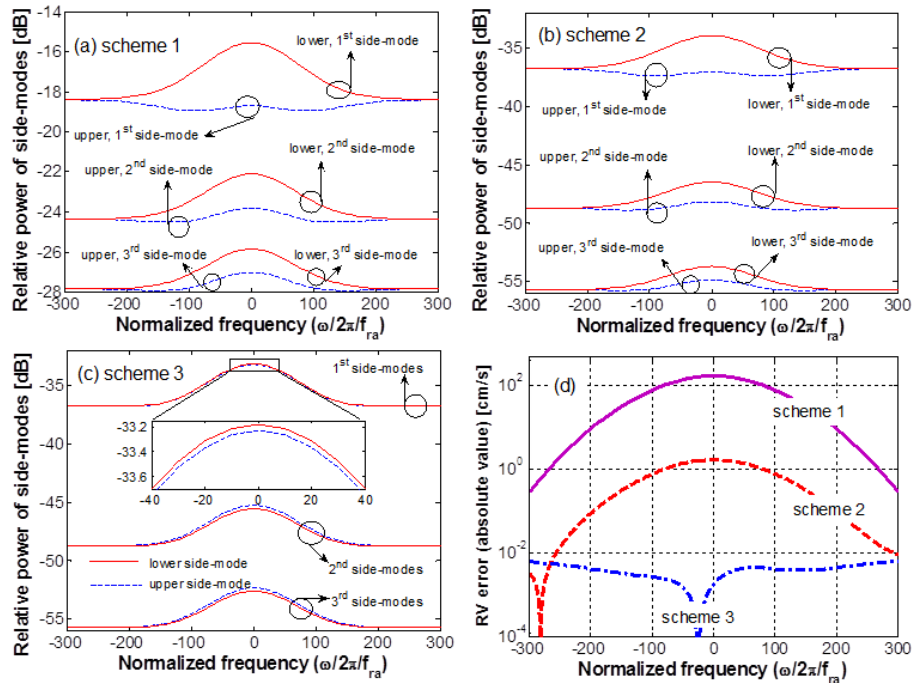 (a) scheme 1
Relative power of side-modes [dB]
-14
-16
-18
-20
-22
-24
-26
-28
lower, 1st side-mode
upper, 1st side-mode
upper, 2nd side-mode
lower, 2nd side-mode
upper, 3rd side-mode
lower, 3rd side-mode
-300 -200 -100 0 100 200 300
Normalized frequency (ω/2π/fra)
(b) scheme 2
Relative power of side-modes [dB]
-35
-40
-45
-50
-55
upper, 1st side-mode
lower, 1st side-mode
upper, 2nd side-mode
lower, 2nd side-mode
upper, 3rd side-mode
lower, 3rd side-mode
-300 -200 -100 0 100 200 300
Normalized frequency (ω/2π/fra)
(c) scheme 3
Relative power of side-modes [dB]
-35
-40
-45
-50
-55
1st side-modes
-33.2
-33.4
-33.6
-40 -20 0 20 40
lower side-mode
upper side-mode
2nd side-modes
3rd side-modes
-300 -200 -100 0 100 200 300
Normalized frequency (ω/2π/fra)
(d)
RV error (absolute value) [cm/s]
10^2
10^0
10^-2
10^-4
scheme 1
scheme 2
scheme 3
-300 -200 -100 0 100 200 300
Normalized frequency (ω/2π/fra)